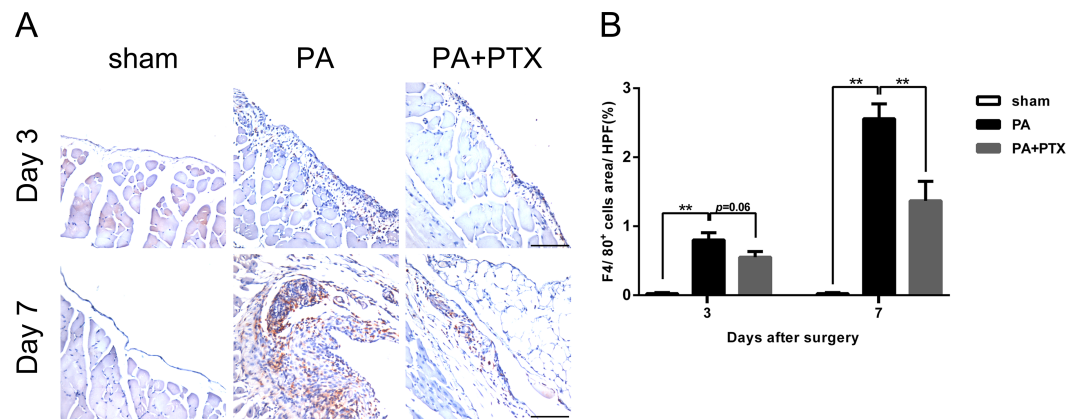 A
sham PA PA+PTX
Day 3
Day 7
B
F4/ 80⁺ cells area/ HPF(%)
3
2
1
0
** p=0.06
** **
3 7
Days after surgery
sham
PA
PA+PTX